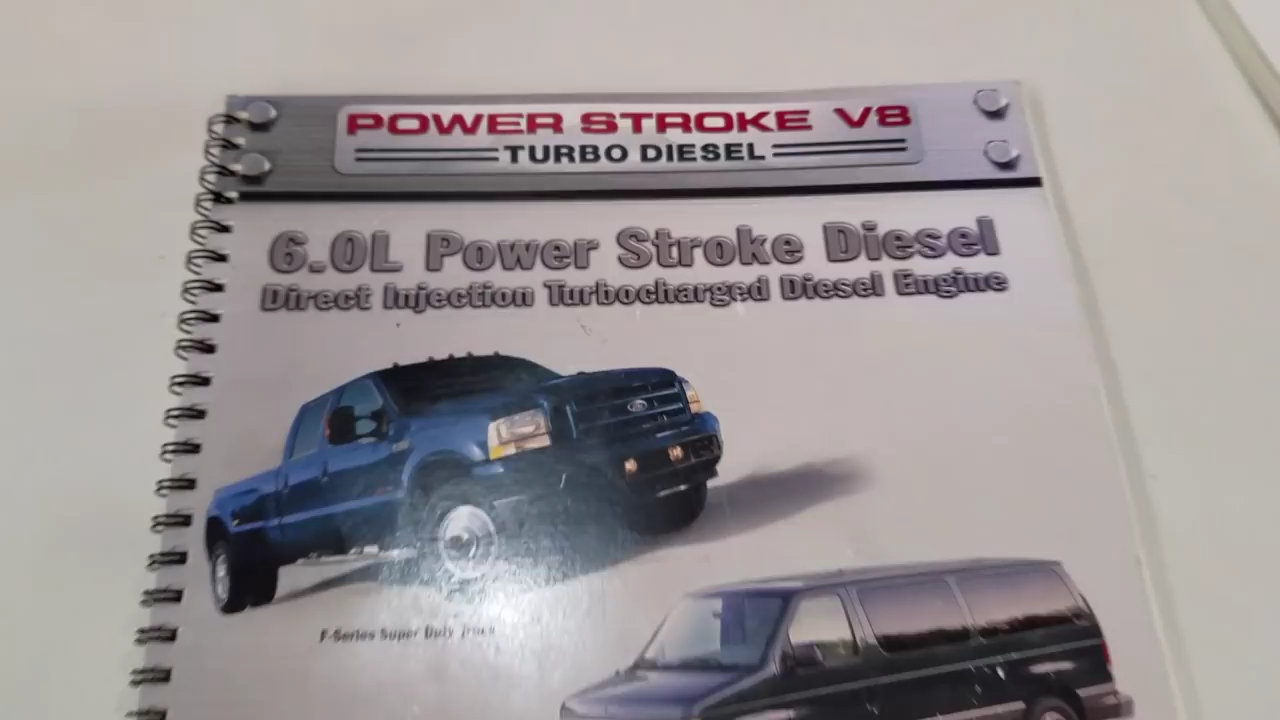 POWER STROKE V8
TURBO DIESEL
6.0L Power Stroke Diesel
Direct Injection Turbocharged Diesel Engine
F-Series Super Duty Truck